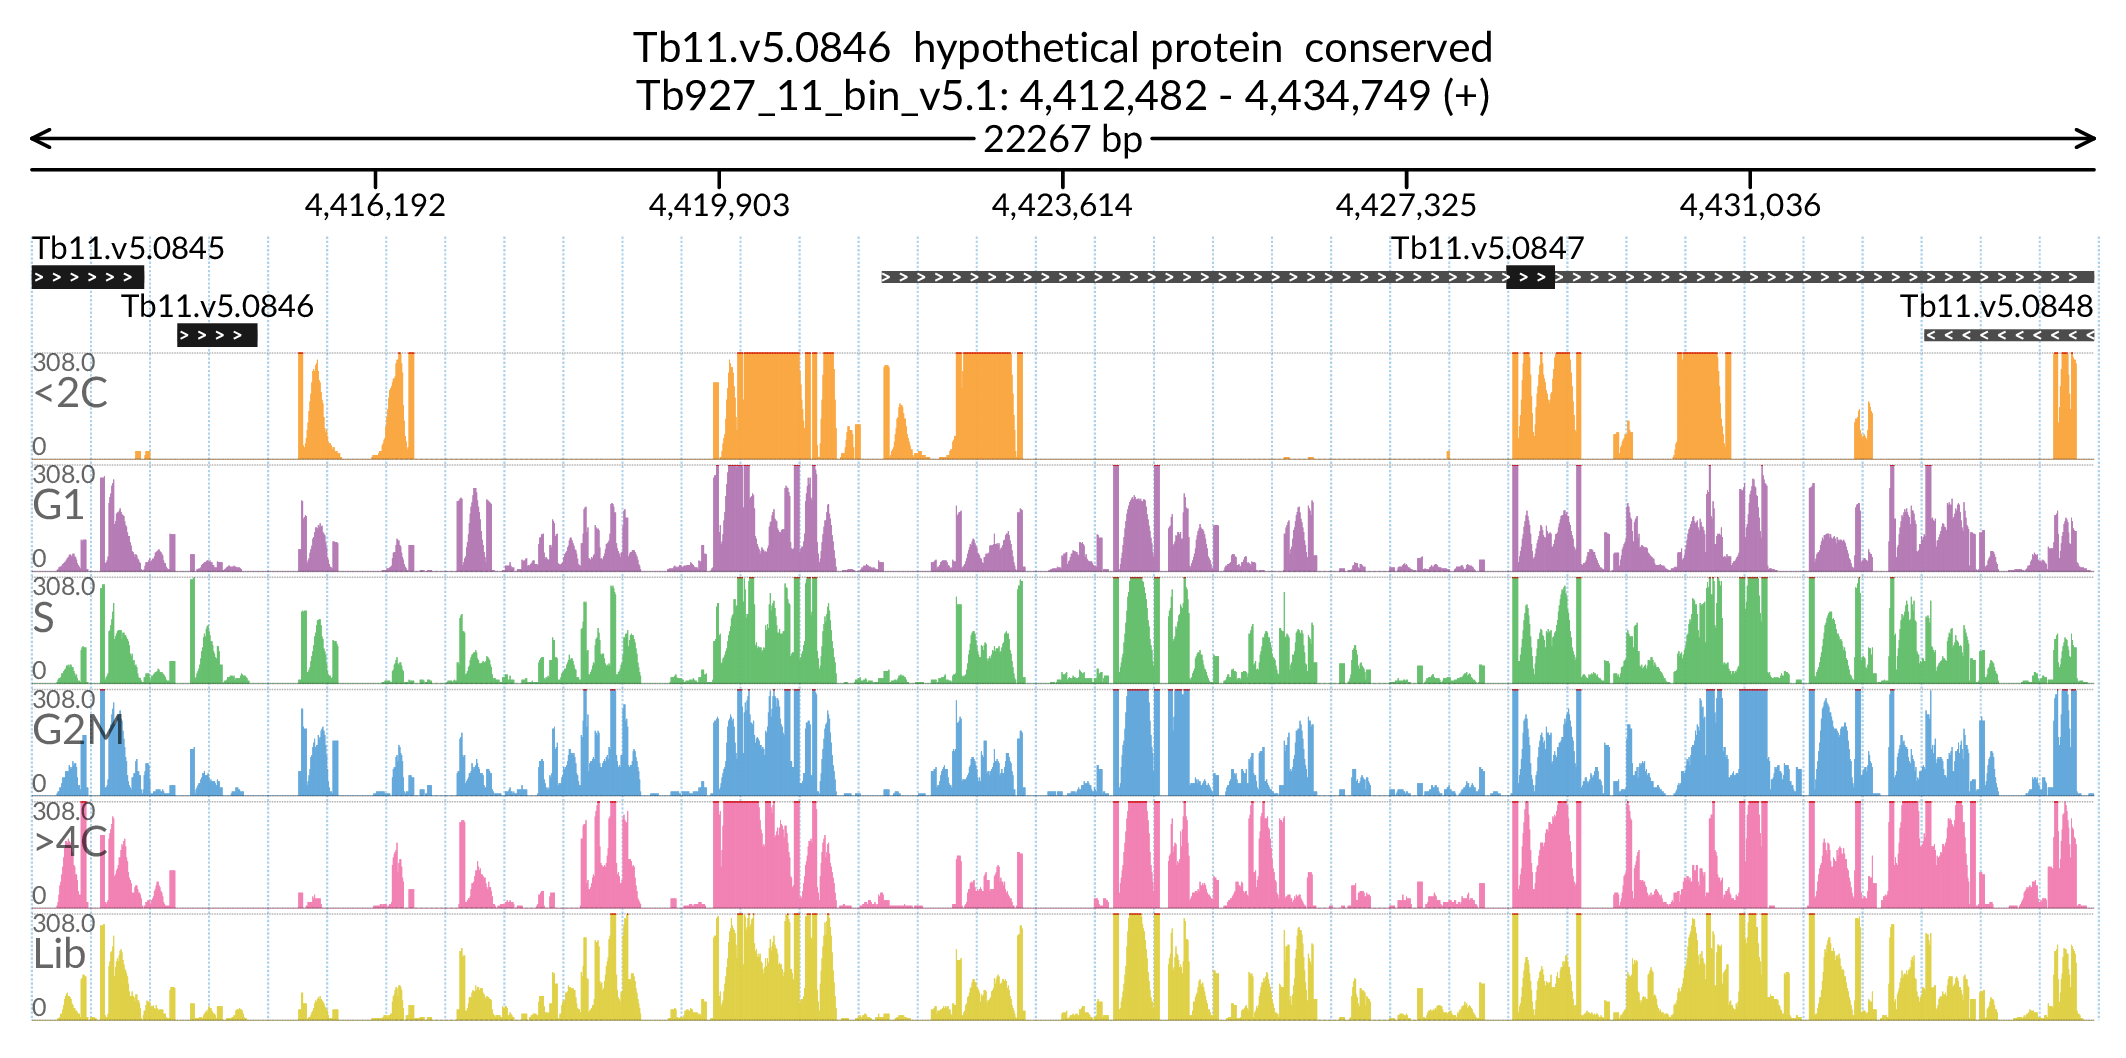 Tb11.v5.0846  hypothetical protein  conserved
Tb927_11_bin_v5.1: 4,412,482 - 4,434,749 (+)
22267 bp
4,416,192 4,419,903 4,423,614 4,427,325 4,431,036
Tb11.v5.0845 Tb11.v5.0847
Tb11.v5.0846 Tb11.v5.0848
308.0
<2C
0
308.0
G1
0
308.0
S
0
308.0
G2M
0
308.0
>4C
0
308.0
Lib
0